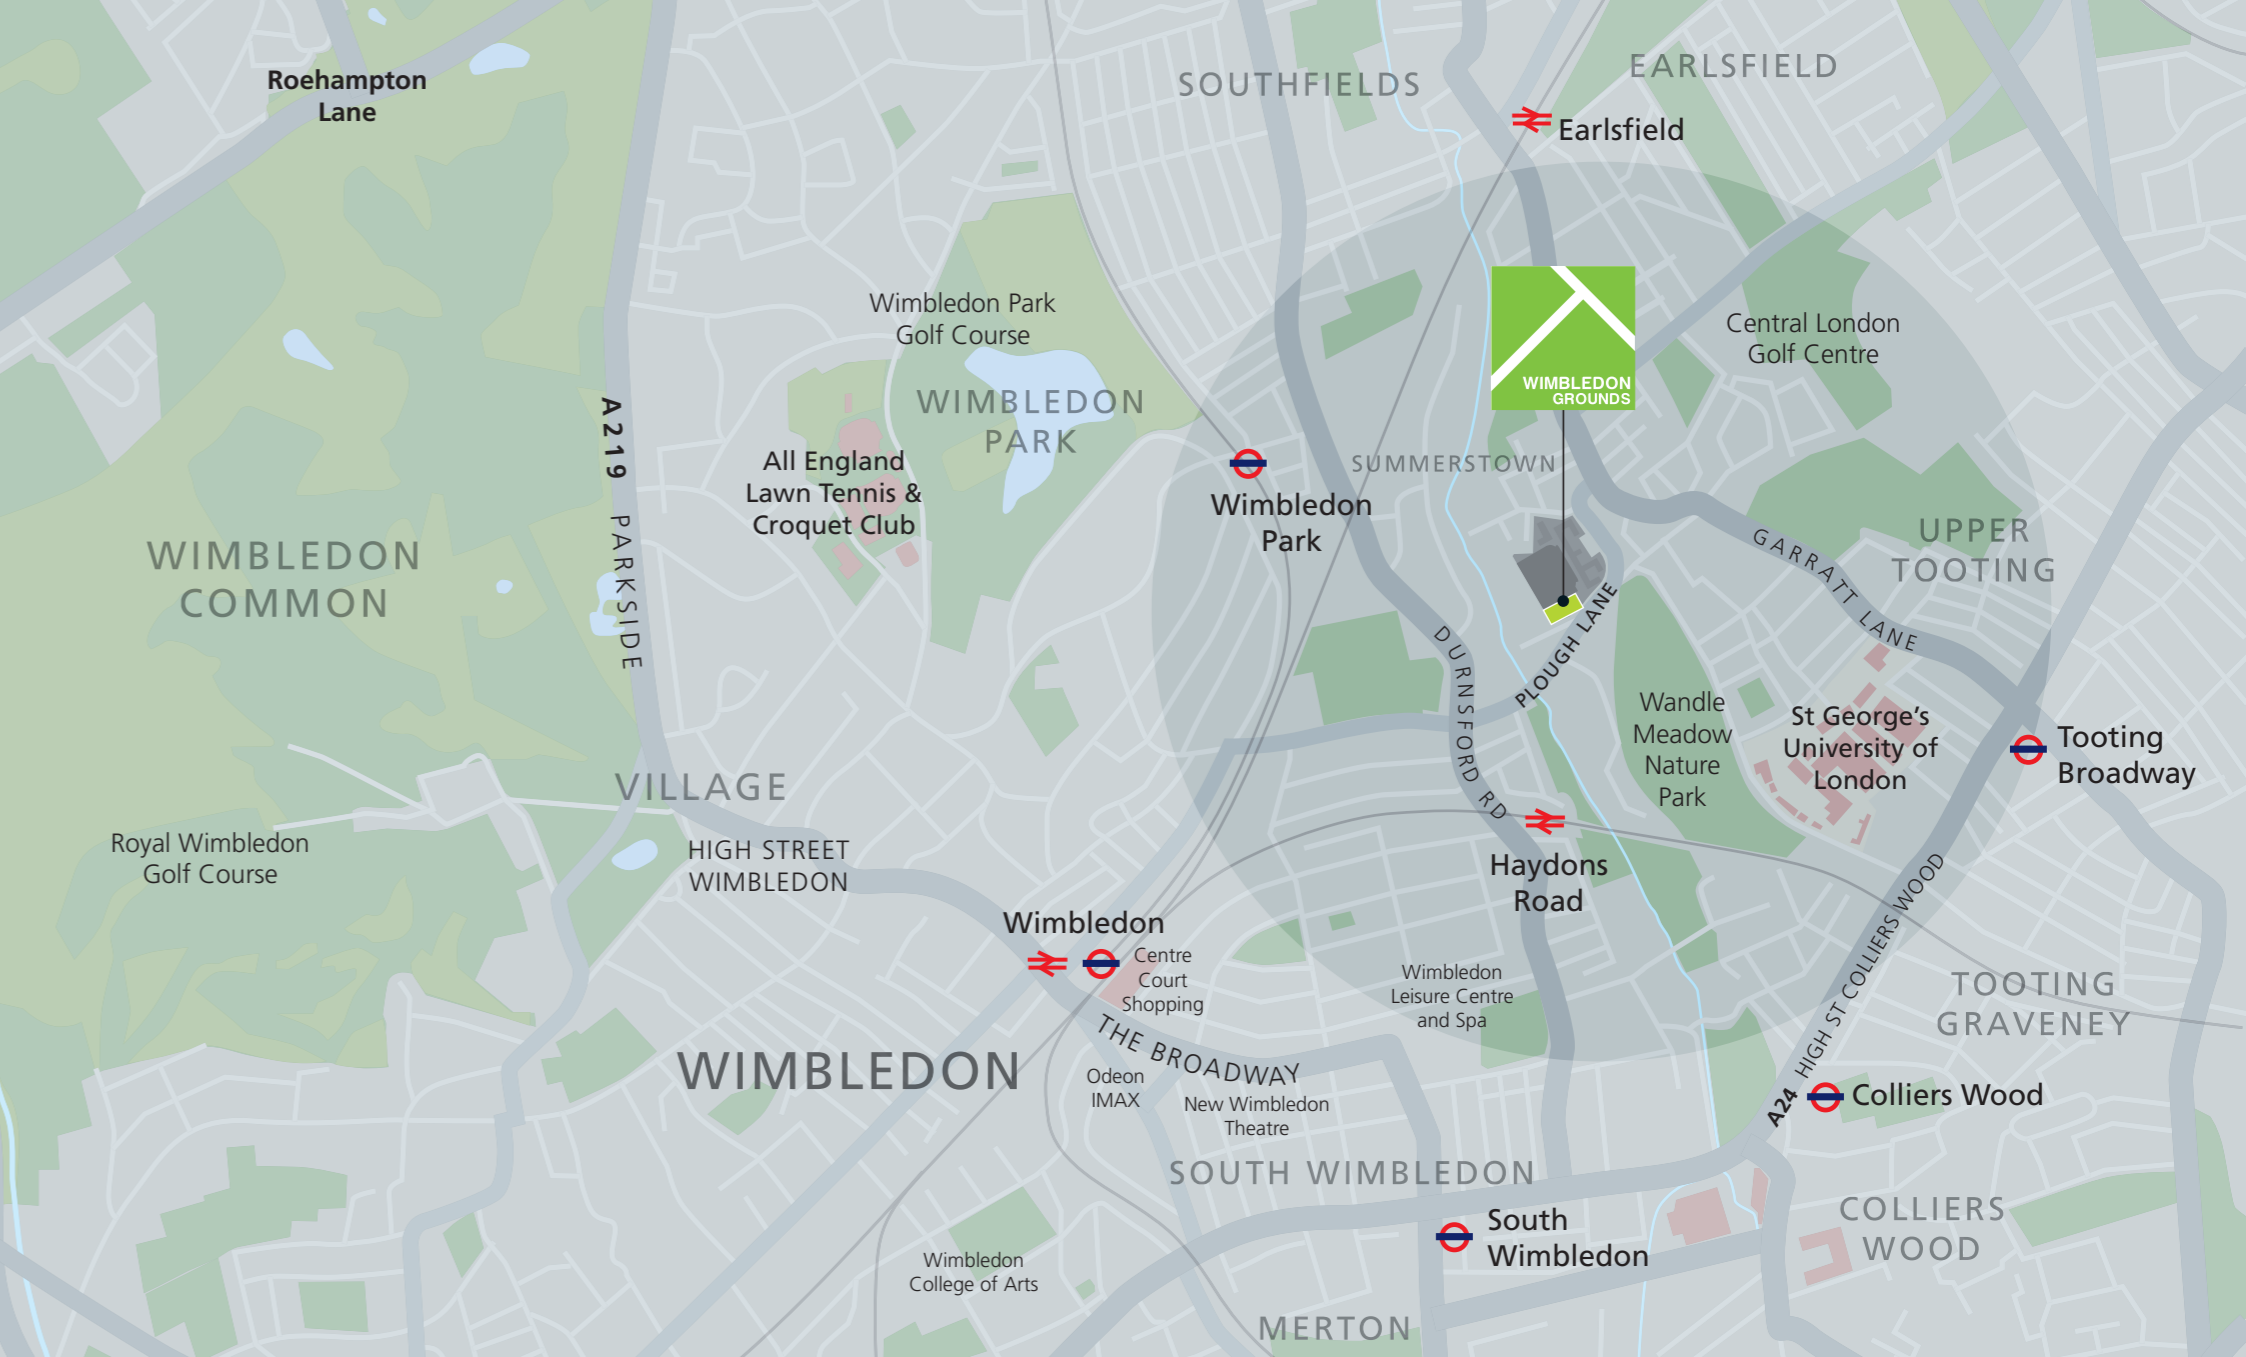 Roehampton
Lane
SOUTHFIELDS
EARLSFIELD
Earlsfield
Wimbledon Park
Golf Course
WIMBLEDON
PARK
WIMBLEDON
GROUNDS
Central London
Golf Centre
All England
Lawn Tennis &
Croquet Club
A219 PARKSIDE
WIMBLEDON
COMMON
Wimbledon
Park
SUMMERSTOWN
GARRATT LANE
UPPER
TOOTING
PLOUGH LANE
DURNSFORD RD
Wandle
Meadow
Nature
Park
St George's
University of
London
Tooting
Broadway
VILLAGE
Royal Wimbledon
Golf Course
HIGH STREET
WIMBLEDON
Haydons
Road
Wimbledon
Centre
Court
Shopping
Wimbledon
Leisure Centre
and Spa
A24 HIGH ST COLLIERS WOOD
TOOTING
GRAVENEY
WIMBLEDON
THE BROADWAY
Odeon
IMAX
New Wimbledon
Theatre
Colliers Wood
SOUTH WIMBLEDON
South
Wimbledon
COLLIERS
WOOD
Wimbledon
College of Arts
MERTON